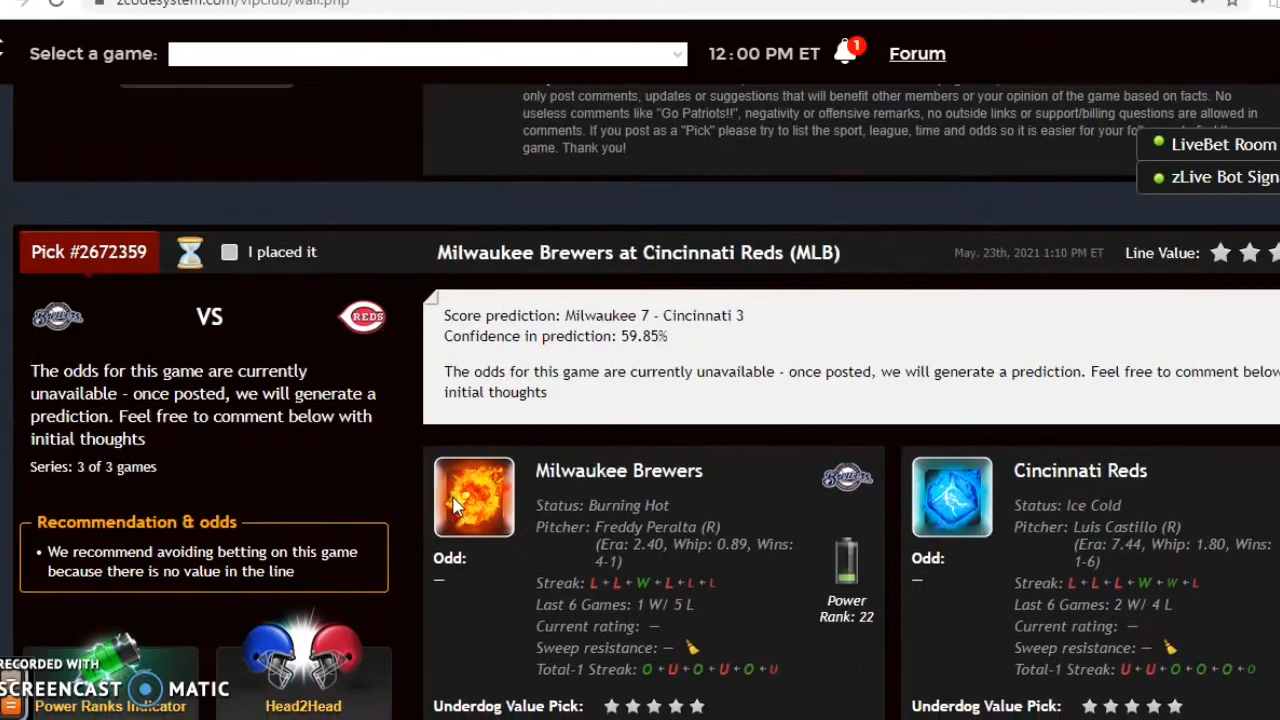 zcodesystem.com/vipclub/wall.php
Select a game:
12:00 PM ET
1
Forum
only post comments, updates or suggestions that will benefit other members or your opinion of the game based on facts. No
useless comments like "Go Patriots!!", negativity or offensive remarks, no outside links or support/billing questions are allowed in
comments. If you post as a "Pick" please try to list the sport, league, time and odds so it is easier for your
game. Thank you!
LiveBet Room
zLive Bot Sign
Pick #2672359
I placed it
Milwaukee Brewers at Cincinnati Reds (MLB)
May. 23th, 2021 1:10 PM ET
Line Value:
Brewers
VS
REDS
The odds for this game are currently
unavailable - once posted, we will generate a
prediction. Feel free to comment below with
initial thoughts
Series: 3 of 3 games
Score prediction: Milwaukee 7 - Cincinnati 3
Confidence in prediction: 59.85%
The odds for this game are currently unavailable - once posted, we will generate a prediction. Feel free to comment below
initial thoughts
Recommendation & odds
• We recommend avoiding betting on this game
because there is no value in the line
Power Ranks Indicator
Head2Head
RECORDED WITH
SCREENCAST MATIC
Milwaukee Brewers
Brewers
Status: Burning Hot
Pitcher: Freddy Peralta (R)
(Era: 2.40, Whip: 0.89, Wins:
4-1)
Odd:
—
Streak: L + L + W + L + L + L
Last 6 Games: 1 W/ 5 L
Current rating: —
Sweep resistance: —
Total-1 Streak: O + U + O + U + O + U
Power
Rank: 22
Underdog Value Pick:
Cincinnati Reds
Status: Ice Cold
Pitcher: Luis Castillo (R)
(Era: 7.44, Whip: 1.80, Wins:
1-6)
Odd:
—
Streak: L + L + L + W + W + L
Last 6 Games: 2 W/ 4 L
Current rating: —
Sweep resistance: —
Total-1 Streak: U + U + O + O + O + O
Underdog Value Pick: